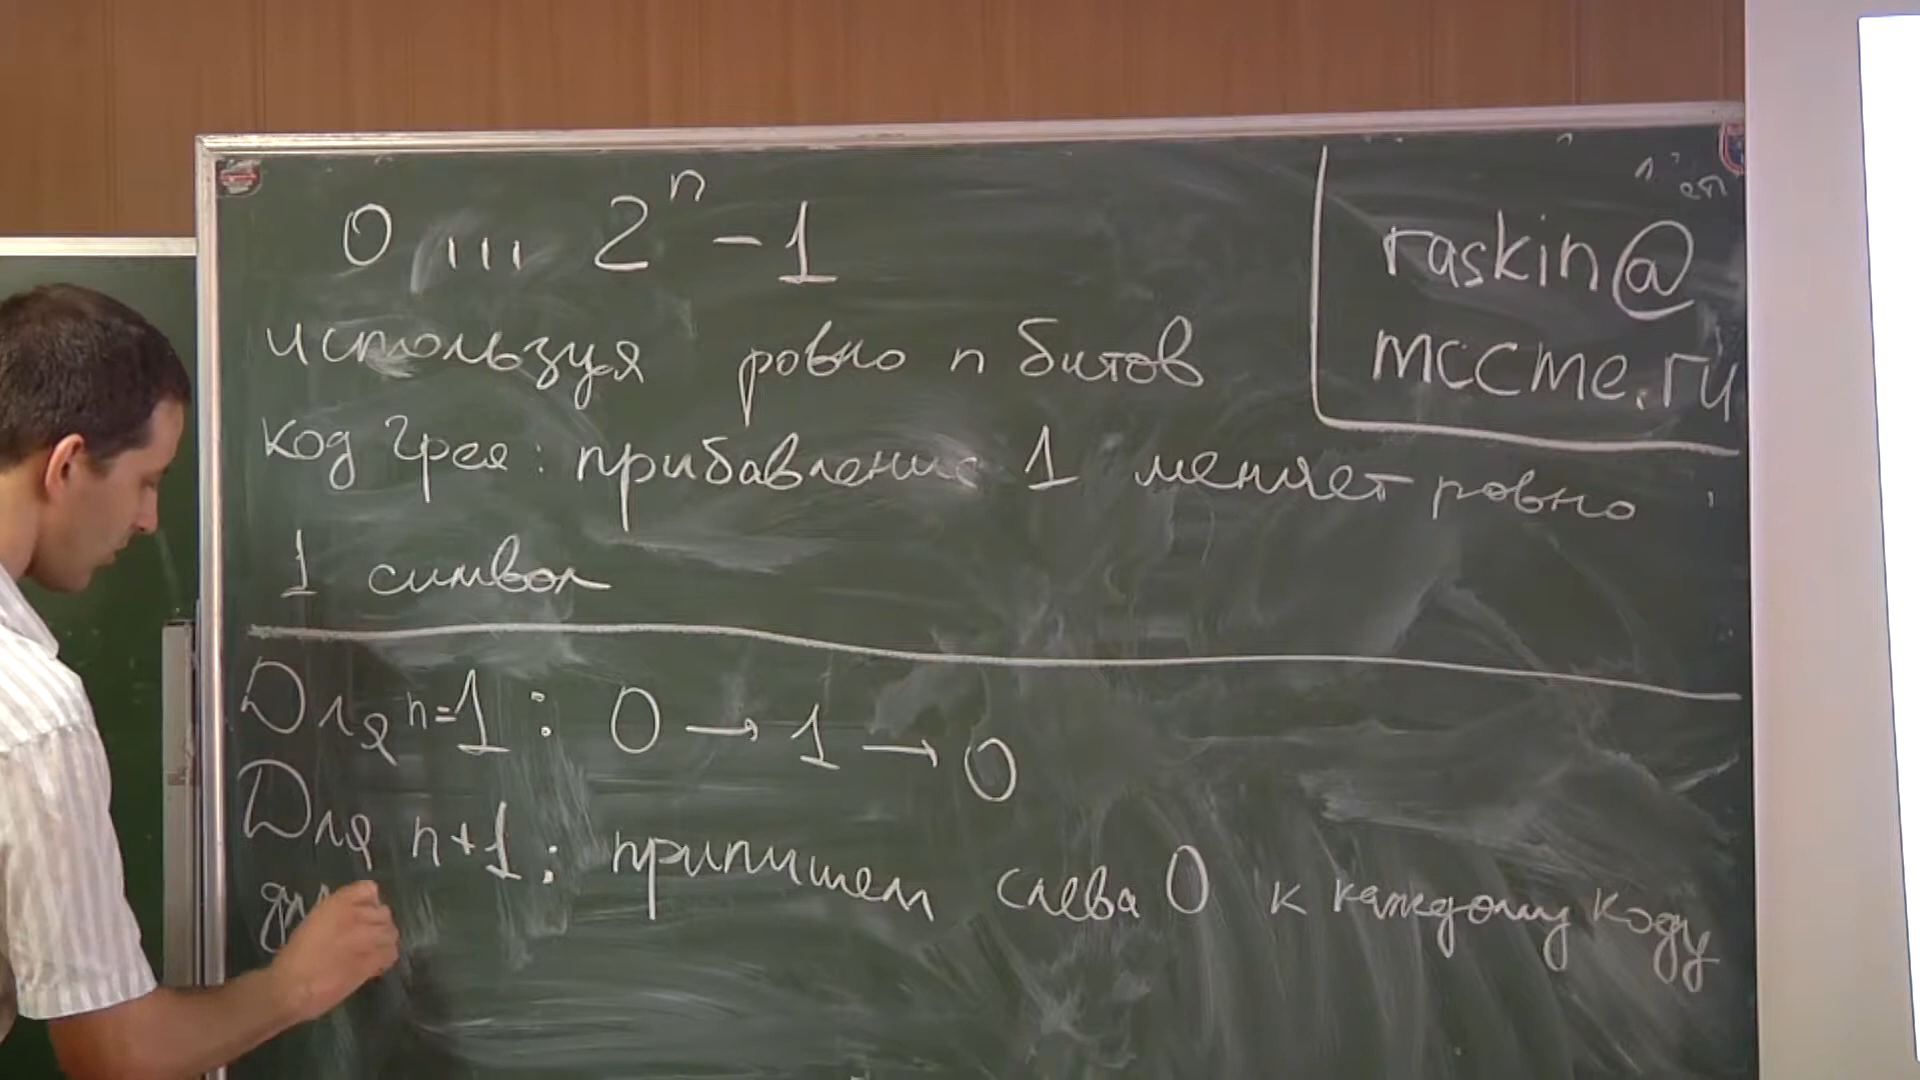 0 ... 2ⁿ - 1
используя ровно n битов
код Грея: прибавление 1 меняет ровно
1 символ
raskin@
mccme.ru
Для n=1 : 0 → 1 → 0
Для n+1 : припишем слева 0 к каждому коду